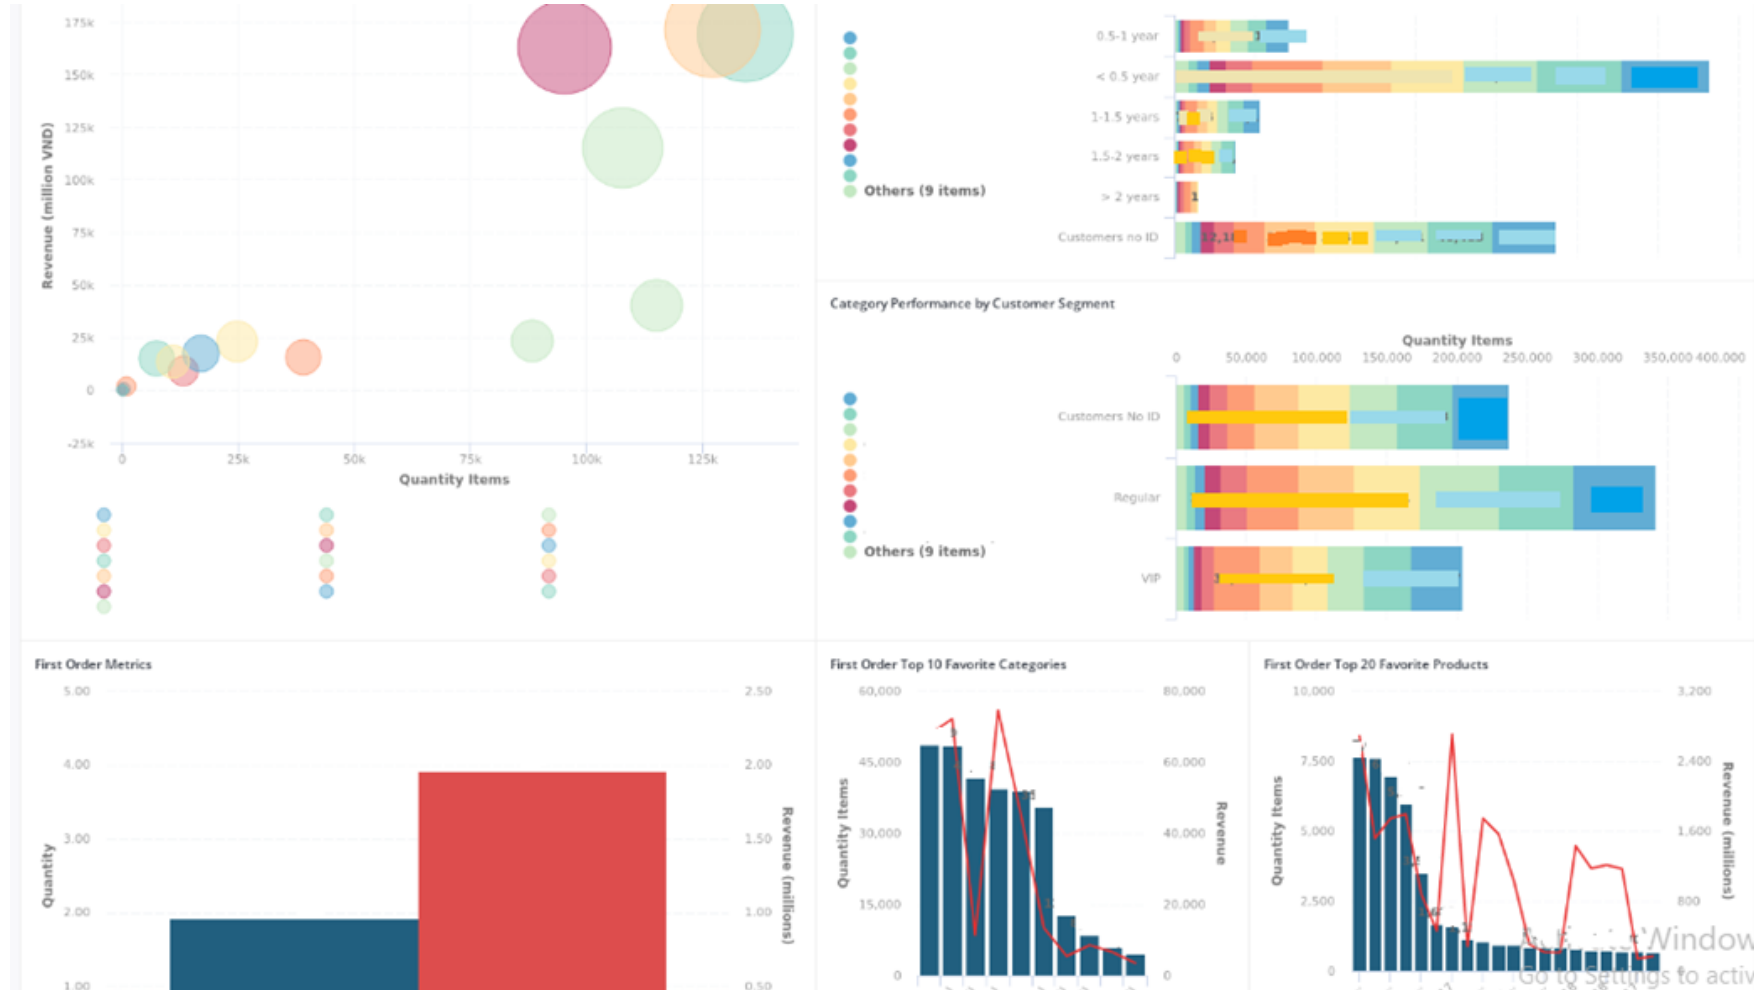 175k
150k
125k
100k
75k
50k
25k
0
-25k
Revenue (million VND)
0 25k 50k 75k 100k 125k
Quantity Items
0.5-1 year
< 0.5 year
1-1.5 years
1.5-2 years
> 2 years
1
Customers no ID
Others (9 items)
Category Performance by Customer Segment
Quantity Items
0 50,000 100,000 150,000 200,000 250,000 300,000 350,000 400,000
Customers No ID
Regular
VIP
Others (9 items)
First Order Metrics
5.00
4.00
3.00
2.00
1.00
Quantity
2.50
2.00
1.50
1.00
0.50
Revenue (millions)
First Order Top 10 Favorite Categories
60,000
45,000
30,000
15,000
0
Quantity Items
80,000
60,000
40,000
20,000
0
Revenue
First Order Top 20 Favorite Products
10,000
7,500
5,000
2,500
0
Quantity Items
3,200
2,400
1,600
800
Revenue (millions)
Window
Go to Settings to activ